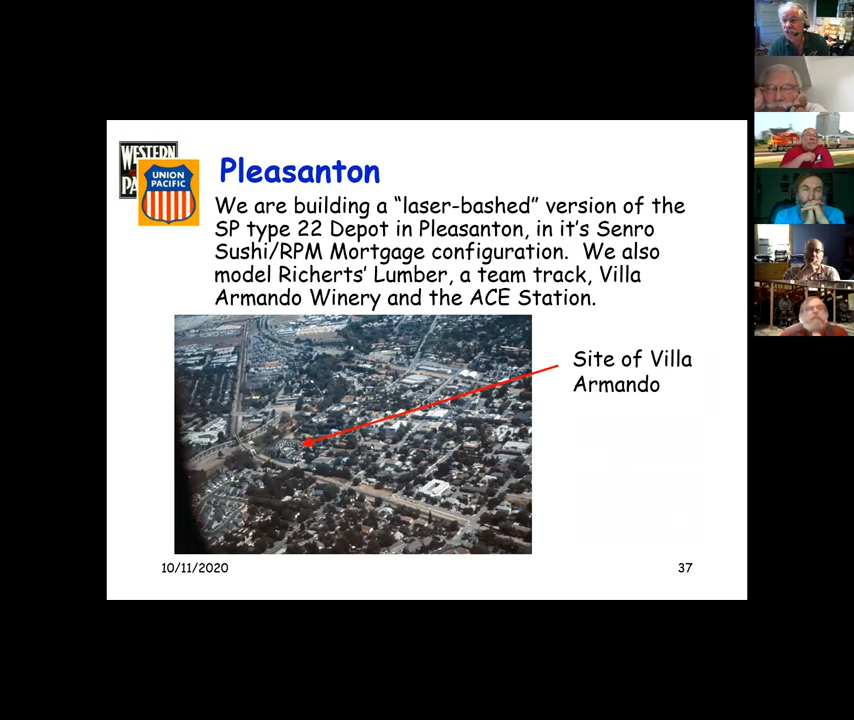 WESTERN
PA
UNION
PACIFIC
Pleasanton
We are building a “laser-bashed” version of the
SP type 22 Depot in Pleasanton, in it’s Senro
Sushi/RPM Mortgage configuration.  We also
model Richerts’ Lumber, a team track, Villa
Armando Winery and the ACE Station.
Site of Villa
Armando
10/11/2020
37